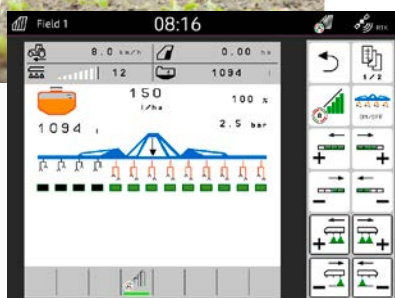 Field 1 08:16 RTK
8.0 km/h 0.00 ha
12 1094 l
150 100 %
l/ha
1094 l 2.5 bar
1/2
ON/OFF